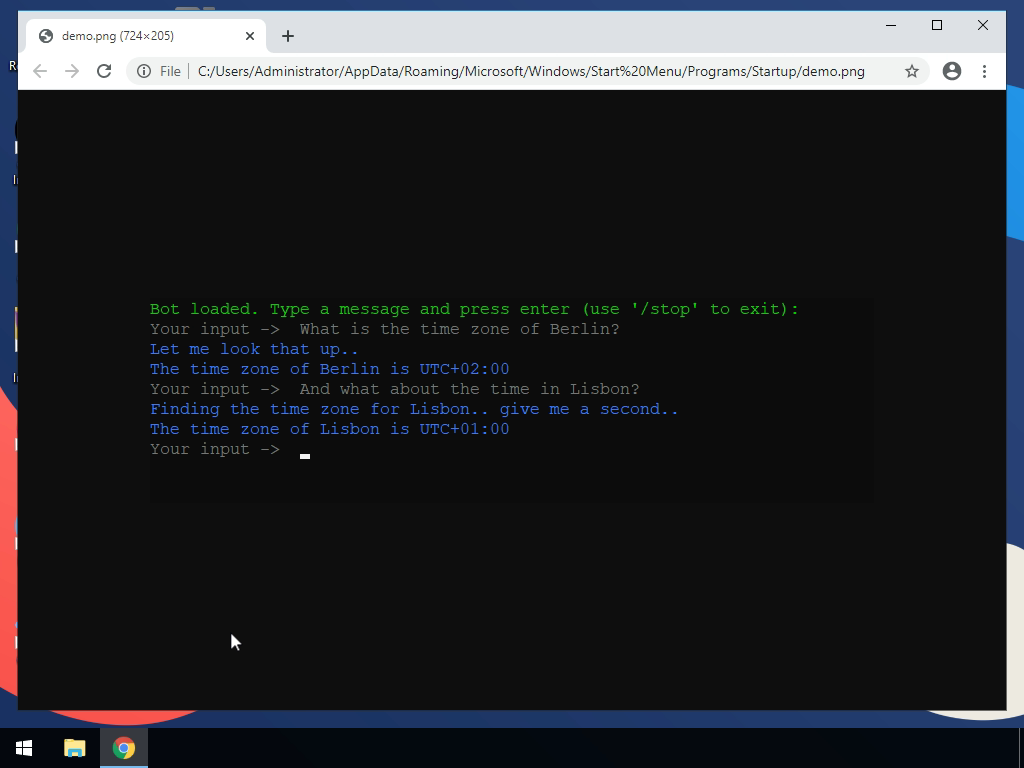 demo.png (724×205)
File
C:/Users/Administrator/AppData/Roaming/Microsoft/Windows/Start%20Menu/Programs/Startup/demo.png
Bot loaded. Type a message and press enter (use '/stop' to exit):
Your input -> What is the time zone of Berlin?
Let me look that up..
The time zone of Berlin is UTC+02:00
Your input -> And what about the time in Lisbon?
Finding the time zone for Lisbon.. give me a second..
The time zone of Lisbon is UTC+01:00
Your input ->